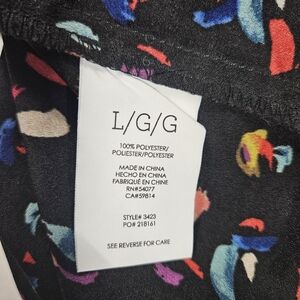 L/G/G
100% POLYESTER/
POLIESTER/POLYESTER
MADE IN CHINA
HECHO EN CHINA
FABRIQUÉ EN CHINE
RN#54077
CA#59814
STYLE# 3423
PO# 218161
SEE REVERSE FOR CARE